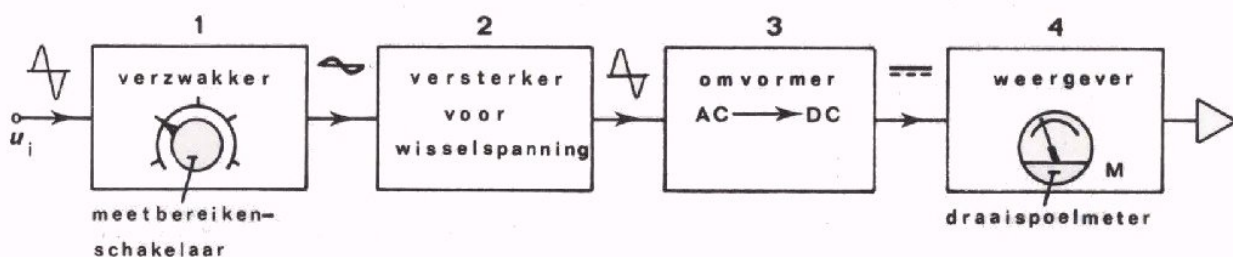 1
verzwakker
u i
meetbereiken-
schakelaar
2
versterker
voor
wisselspanning
3
omvormer
AC DC
4
weergever
M
draaispoelmeter